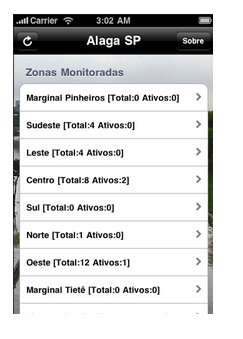 Carrier 3:02 AM
Alaga SP
Sobre
Zonas Monitoradas
Marginal Pinheiros [Total:0 Ativos:0]
Sudeste [Total:4 Ativos:0]
Leste [Total:4 Ativos:0]
Centro [Total:8 Ativos:2]
Sul [Total:0 Ativos:0]
Norte [Total:1 Ativos:0]
Oeste [Total:12 Ativos:1]
Marginal Tietê [Total:0 Ativos:0]